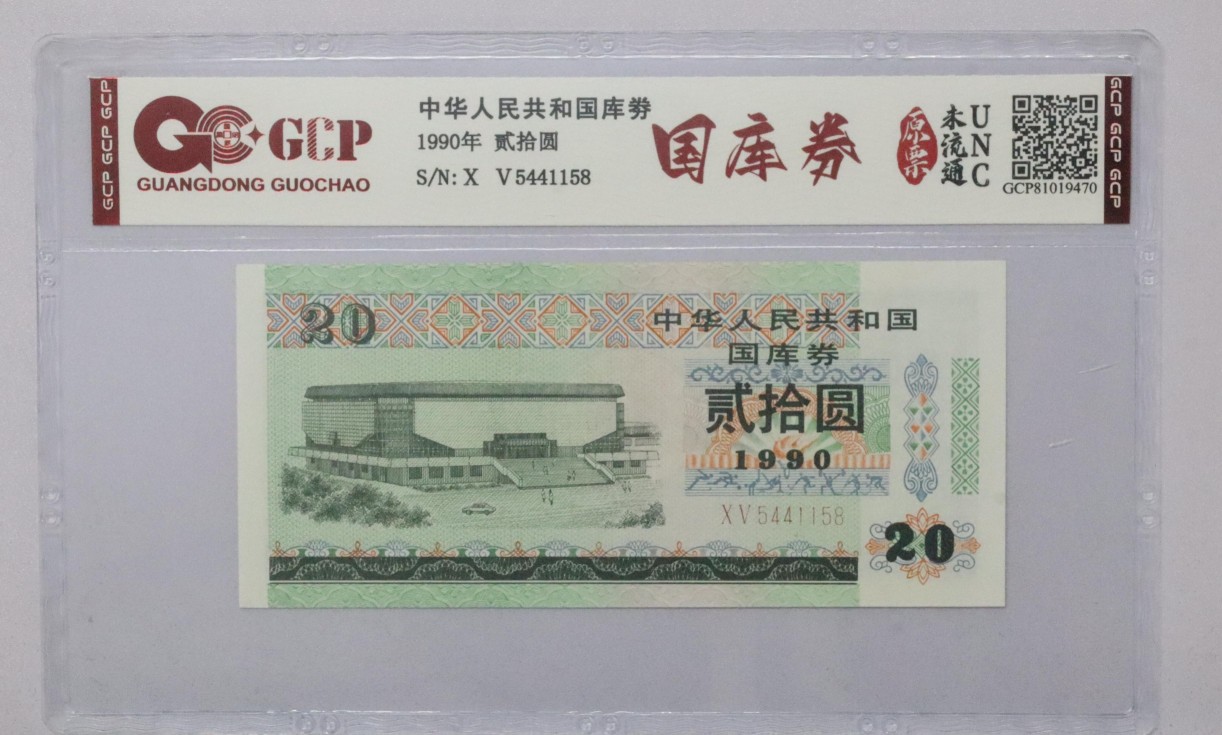 GCP GCP GCP
GCP
GUANGDONG GUOCHAO
中华人民共和国库券
1990年 贰拾圆
S/N: X V 5441158
国库券
原票
未流通
UNC
GCP81019470
GCP GCP GCP
20
中华人民共和国
国库券
贰拾圆
1990
XV5441158
20